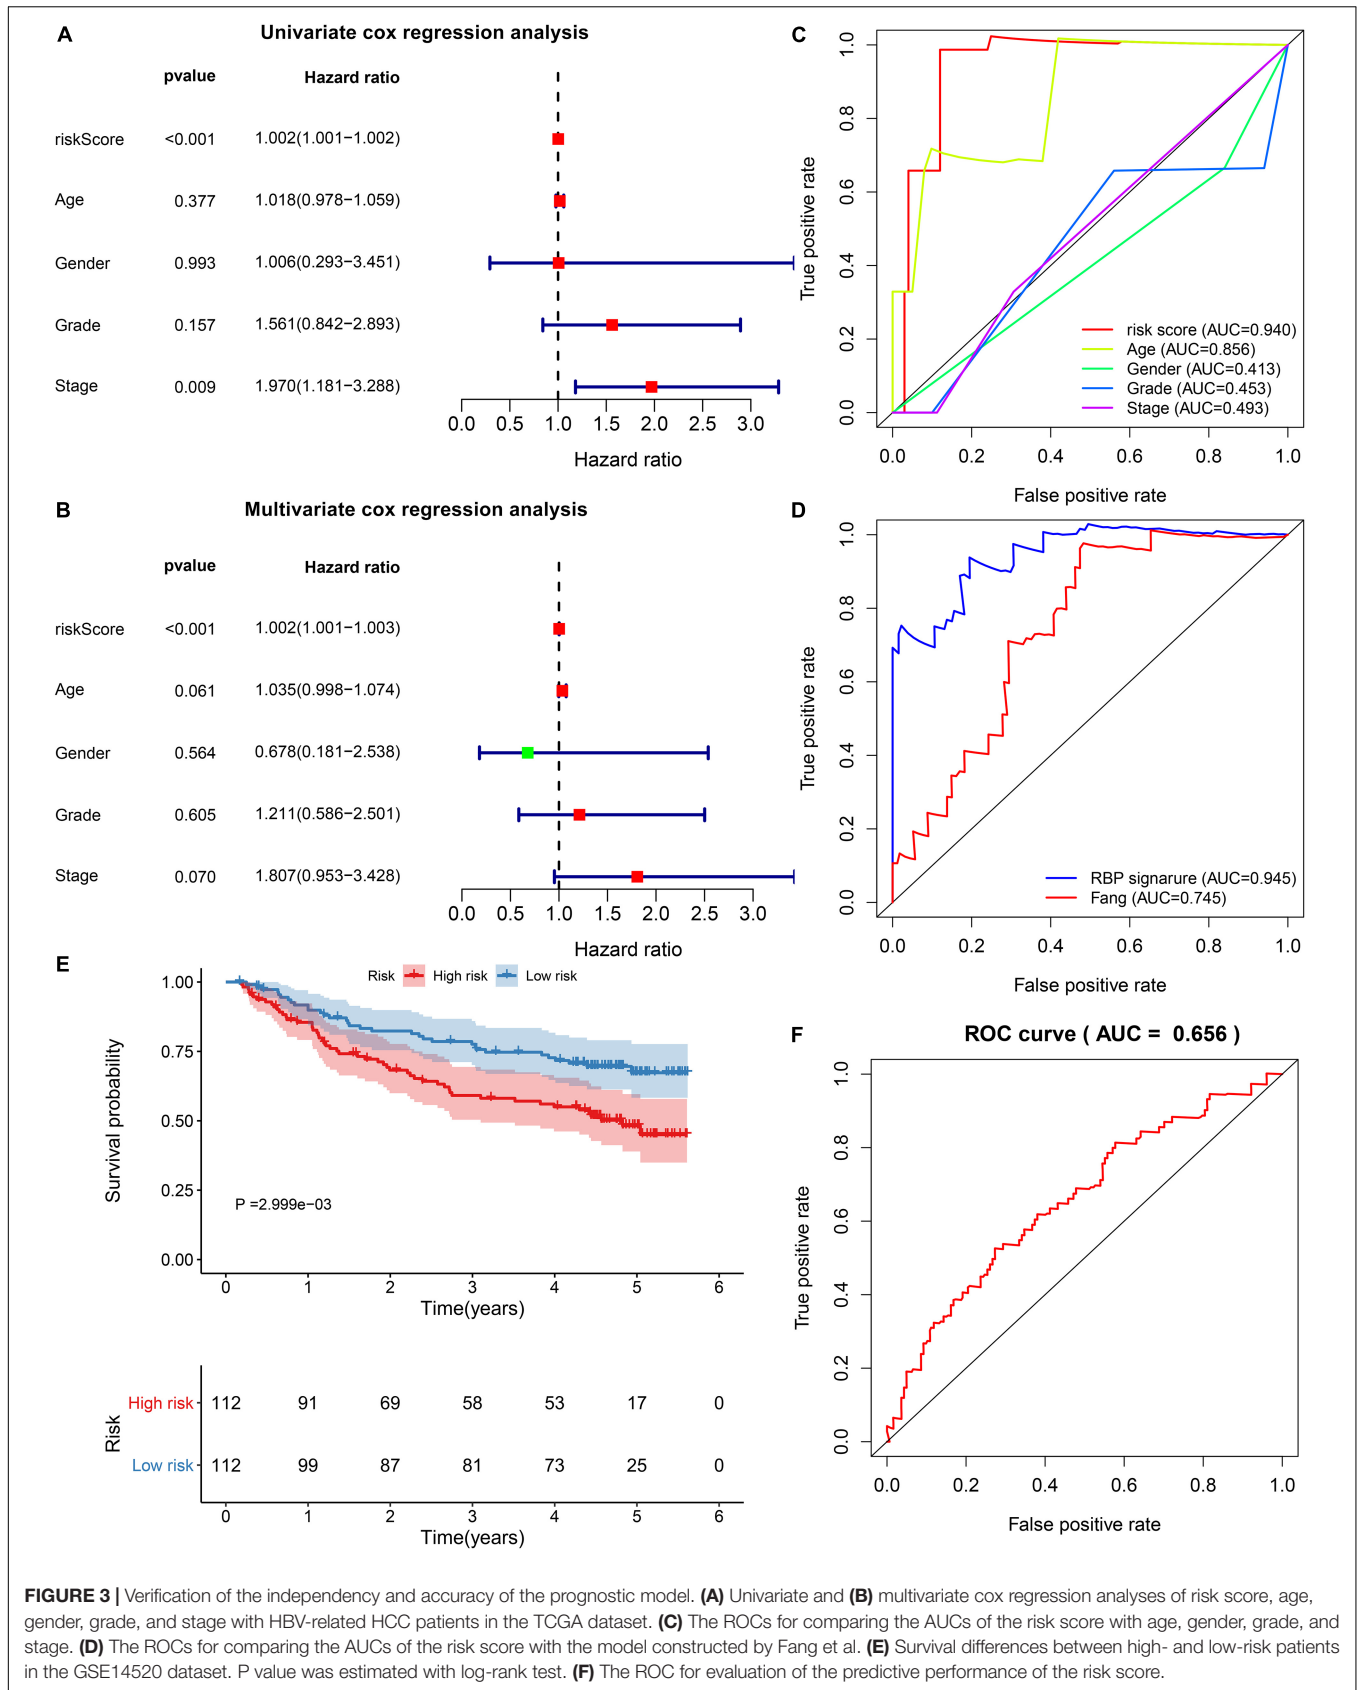 A
Univariate cox regression analysis
pvalue Hazard ratio
riskScore <0.001 1.002(1.001−1.002)
Age 0.377 1.018(0.978−1.059)
Gender 0.993 1.006(0.293−3.451)
Grade 0.157 1.561(0.842−2.893)
Stage 0.009 1.970(1.181−3.288)
0.0 0.5 1.0 1.5 2.0 2.5 3.0
Hazard ratio
C
True positive rate
0.0 0.2 0.4 0.6 0.8 1.0
risk score (AUC=0.940)
Age (AUC=0.856)
Gender (AUC=0.413)
Grade (AUC=0.453)
Stage (AUC=0.493)
0.0 0.2 0.4 0.6 0.8 1.0
False positive rate
B
Multivariate cox regression analysis
pvalue Hazard ratio
riskScore <0.001 1.002(1.001−1.003)
Age 0.061 1.035(0.998−1.074)
Gender 0.564 0.678(0.181−2.538)
Grade 0.605 1.211(0.586−2.501)
Stage 0.070 1.807(0.953−3.428)
0.0 0.5 1.0 1.5 2.0 2.5 3.0
Hazard ratio
D
True positive rate
0.0 0.2 0.4 0.6 0.8 1.0
RBP signarure (AUC=0.945)
Fang (AUC=0.745)
0.0 0.2 0.4 0.6 0.8 1.0
False positive rate
E
Risk High risk Low risk
Survival probability
1.00
0.75
0.50
0.25
0.00
P =2.999e−03
0 1 2 3 4 5 6
Time(years)
Risk
High risk 112 91 69 58 53 17 0
Low risk 112 99 87 81 73 25 0
0 1 2 3 4 5 6
Time(years)
F
ROC curve ( AUC = 0.656 )
True positive rate
0.0 0.2 0.4 0.6 0.8 1.0
0.0 0.2 0.4 0.6 0.8 1.0
False positive rate
FIGURE 3 | Verification of the independency and accuracy of the prognostic model. (A) Univariate and (B) multivariate cox regression analyses of risk score, age,
gender, grade, and stage with HBV-related HCC patients in the TCGA dataset. (C) The ROCs for comparing the AUCs of the risk score with age, gender, grade, and
stage. (D) The ROCs for comparing the AUCs of the risk score with the model constructed by Fang et al. (E) Survival differences between high- and low-risk patients
in the GSE14520 dataset. P value was estimated with log-rank test. (F) The ROC for evaluation of the predictive performance of the risk score.